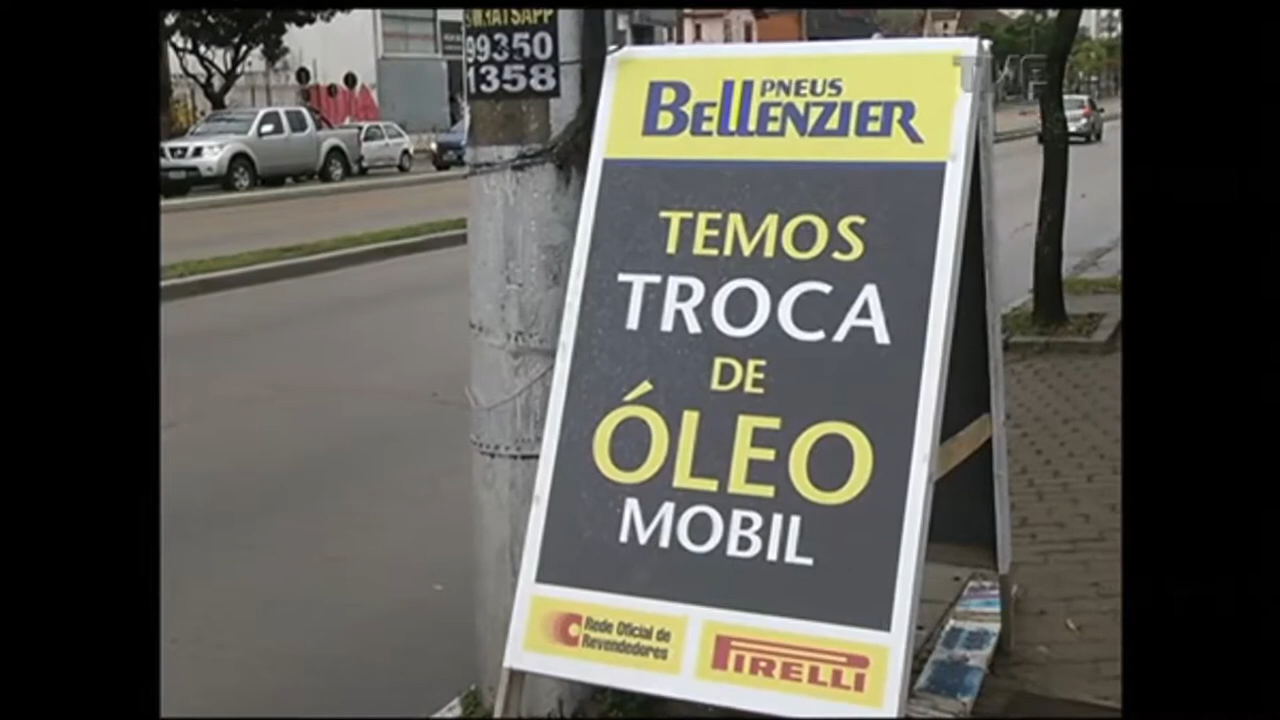 WHATSAPP
99350
1358
PNEUS
BELLENZIER
TEMOS
TROCA
DE
ÓLEO
MOBIL
Rede Oficial de
Revendedores
PIRELLI